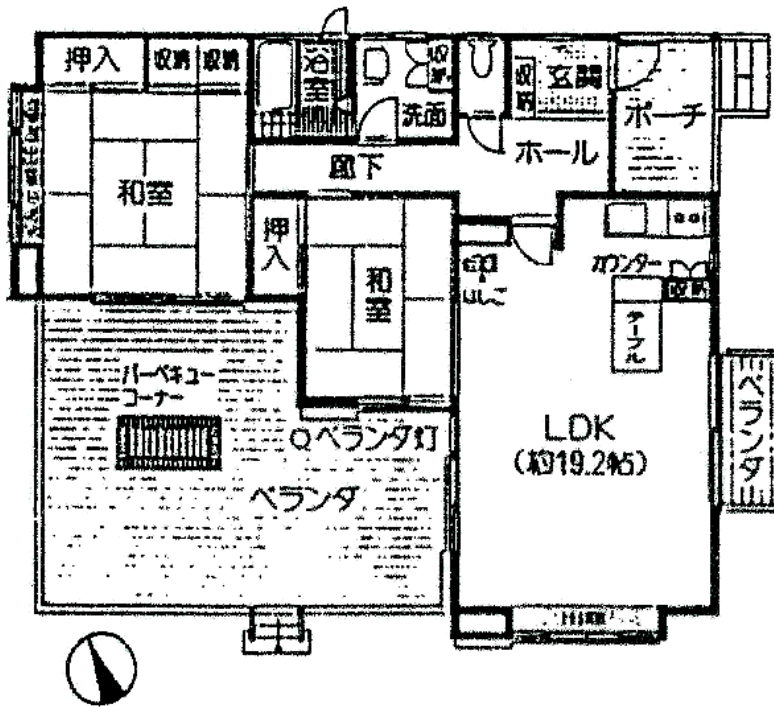 押入
収納
収納
浴室
収納
洗面
収納
玄関
ポーチ
廊下
ホール
和室
押入
和室
はしご
カウンター
収納
テーブル
バーベキュー
コーナー
ベランダ灯
ベランダ
LDK
(約19.2帖)
ベランダ